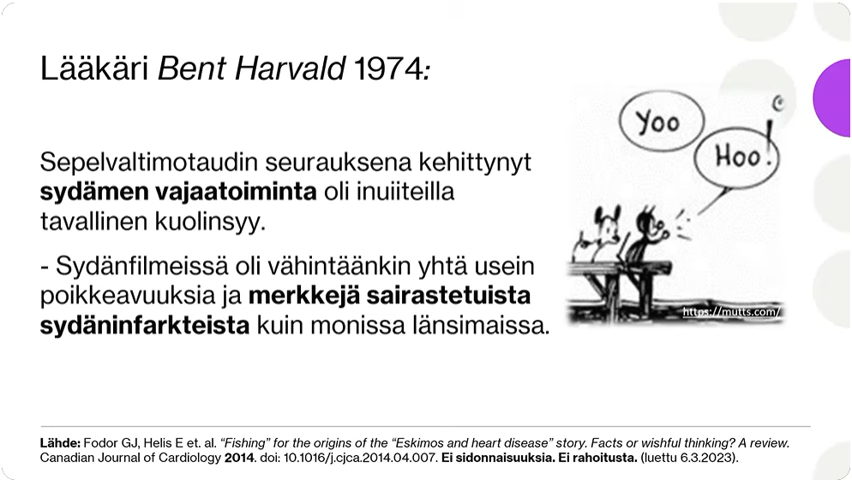 Lääkäri Bent Harvald 1974:
Sepelvaltimotaudin seurauksena kehittynyt
sydämen vajaatoiminta oli inuiiteilla
tavallinen kuolinsyy.
- Sydänfilmeissä oli vähintäänkin yhtä usein
poikkeavuuksia ja merkkejä sairastetuista
sydäninfarkteista kuin monissa länsimaissa.
Yoo
Hoo!
https://mutts.com/
Lähde: Fodor GJ, Helis E et. al. “Fishing” for the origins of the “Eskimos and heart disease” story. Facts or wishful thinking? A review.
Canadian Journal of Cardiology 2014. doi: 10.1016/j.cjca.2014.04.007. Ei sidonnaisuuksia. Ei rahoitusta. (luettu 6.3.2023).